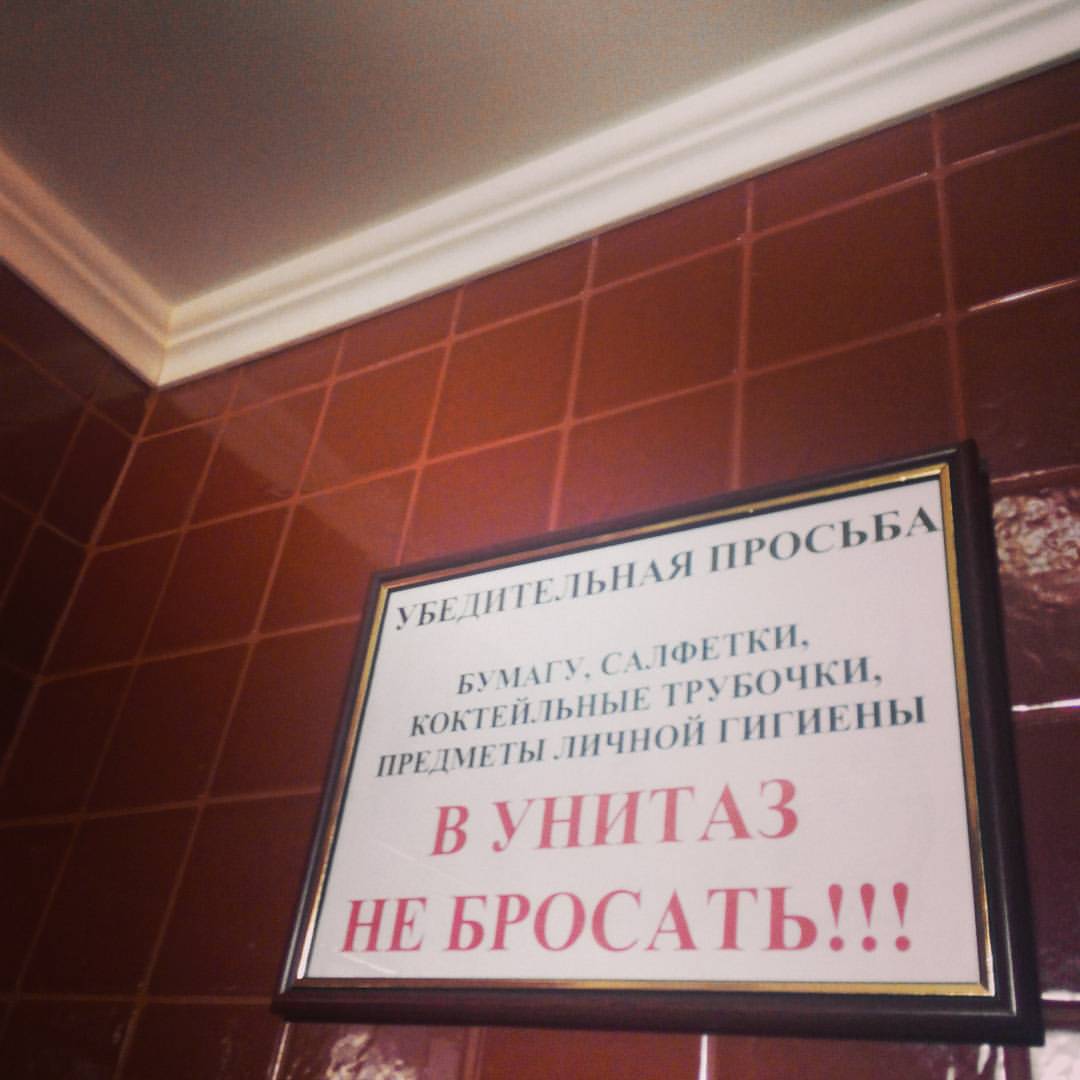 УБЕДИТЕЛЬНАЯ ПРОСЬБА
БУМАГУ, САЛФЕТКИ,
КОКТЕЙЛЬНЫЕ ТРУБОЧКИ,
ПРЕДМЕТЫ ЛИЧНОЙ ГИГИЕНЫ
В УНИТАЗ
НЕ БРОСАТЬ!!!